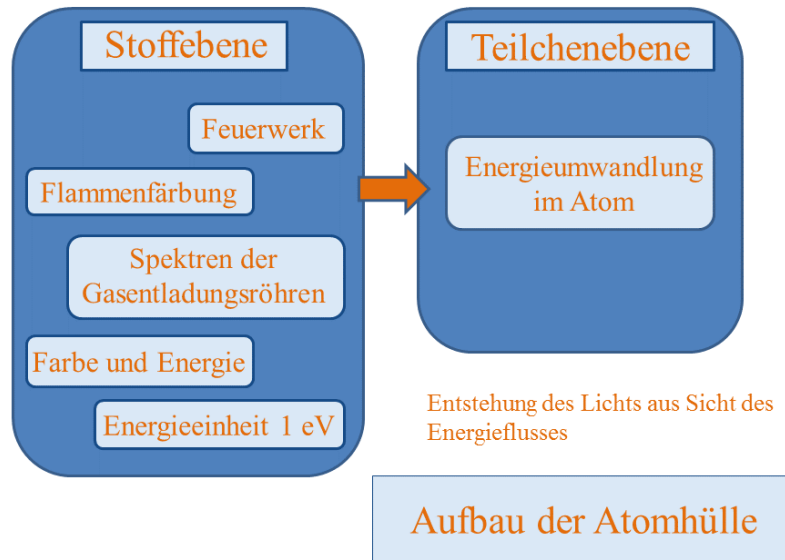 Stoffebene
Feuerwerk
Flammenfärbung
Spektren der
Gasentladungsröhren
Farbe und Energie
Energieeinheit 1 eV
Teilchenebene
Energieumwandlung
im Atom
Entstehung des Lichts aus Sicht des
Energieflusses
Aufbau der Atomhülle